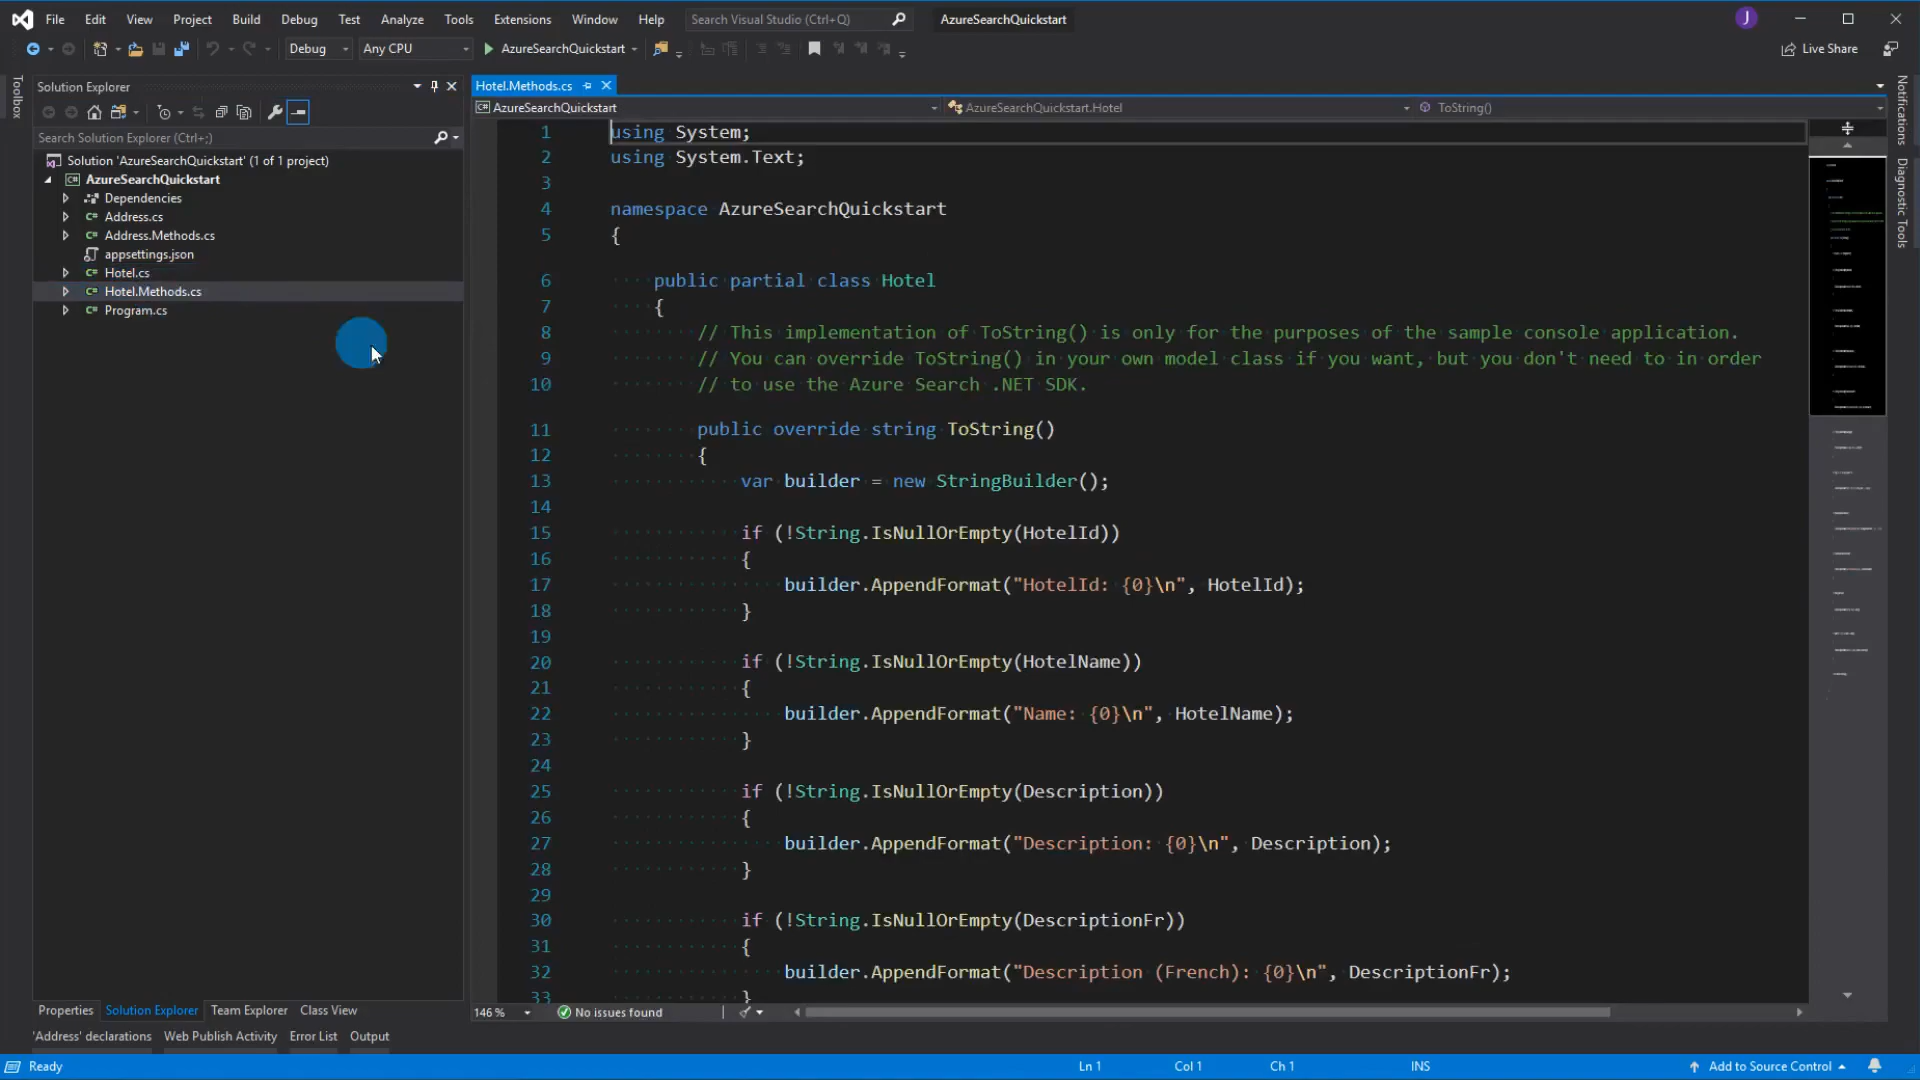 File Edit View Project Build Debug Test Analyze Tools Extensions Window Help Search Visual Studio (Ctrl+Q) AzureSearchQuickstart J
Debug Any CPU AzureSearchQuickstart Live Share
Toolbox
Solution Explorer
Search Solution Explorer (Ctrl+;)
Solution 'AzureSearchQuickstart' (1 of 1 project)
C# AzureSearchQuickstart
Dependencies
C# Address.cs
C# Address.Methods.cs
appsettings.json
C# Hotel.cs
C# Hotel.Methods.cs
C# Program.cs
Properties Solution Explorer Team Explorer Class View
Hotel.Methods.cs
C# AzureSearchQuickstart AzureSearchQuickstart.Hotel ToString()
1 using System;
2 using System.Text;
3
4 namespace AzureSearchQuickstart
5 {
6 public partial class Hotel
7 {
8 // This implementation of ToString() is only for the purposes of the sample console application.
9 // You can override ToString() in your own model class if you want, but you don't need to in order
10 // to use the Azure Search .NET SDK.
11 public override string ToString()
12 {
13 var builder = new StringBuilder();
14
15 if (!String.IsNullOrEmpty(HotelId))
16 {
17 builder.AppendFormat("HotelId: {0}\n", HotelId);
18 }
19
20 if (!String.IsNullOrEmpty(HotelName))
21 {
22 builder.AppendFormat("Name: {0}\n", HotelName);
23 }
24
25 if (!String.IsNullOrEmpty(Description))
26 {
27 builder.AppendFormat("Description: {0}\n", Description);
28 }
29
30 if (!String.IsNullOrEmpty(DescriptionFr))
31 {
32 builder.AppendFormat("Description (French): {0}\n", DescriptionFr);
33 }
146 % No issues found
Notifications
Diagnostic Tools
'Address' declarations Web Publish Activity Error List Output
Ready Ln 1 Col 1 Ch 1 INS Add to Source Control